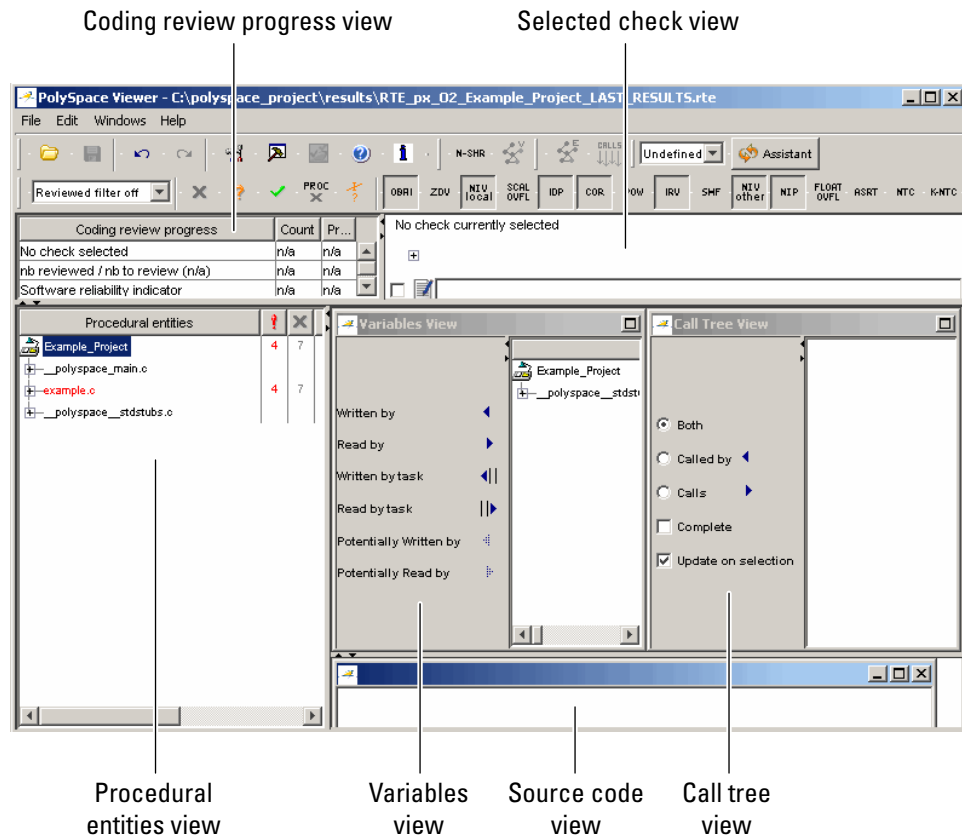 Coding review progress view Selected check view
PolySpace Viewer - C:\polyspace_project\results\RTE_px_O2_Example_Project_LAST_RESULTS.rte
File Edit Windows Help
N-SHR V E CALLS Undefined Assistant
Reviewed filter off ? PROC ? OBAI ZDV NIV local SCAL OVFL IDP COR POW IRV SHF NIV other NIP FLOAT OVFL ASRT NTC K-NTC
Coding review progress Count Pr...
No check currently selected
No check selected n/a n/a
nb reviewed / nb to review (n/a) n/a n/a
Software reliability indicator n/a n/a
Procedural entities
Example_Project 4 7
__polyspace_main.c
example.c 4 7
__polyspace__stdstubs.c
Variables View
Example_Project
__polyspace__stdst
Written by
Read by
Written by task
Read by task
Potentially Written by
Potentially Read by
Call Tree View
Both
Called by
Calls
Complete
Update on selection
Procedural entities view
Variables view
Source code view
Call tree view